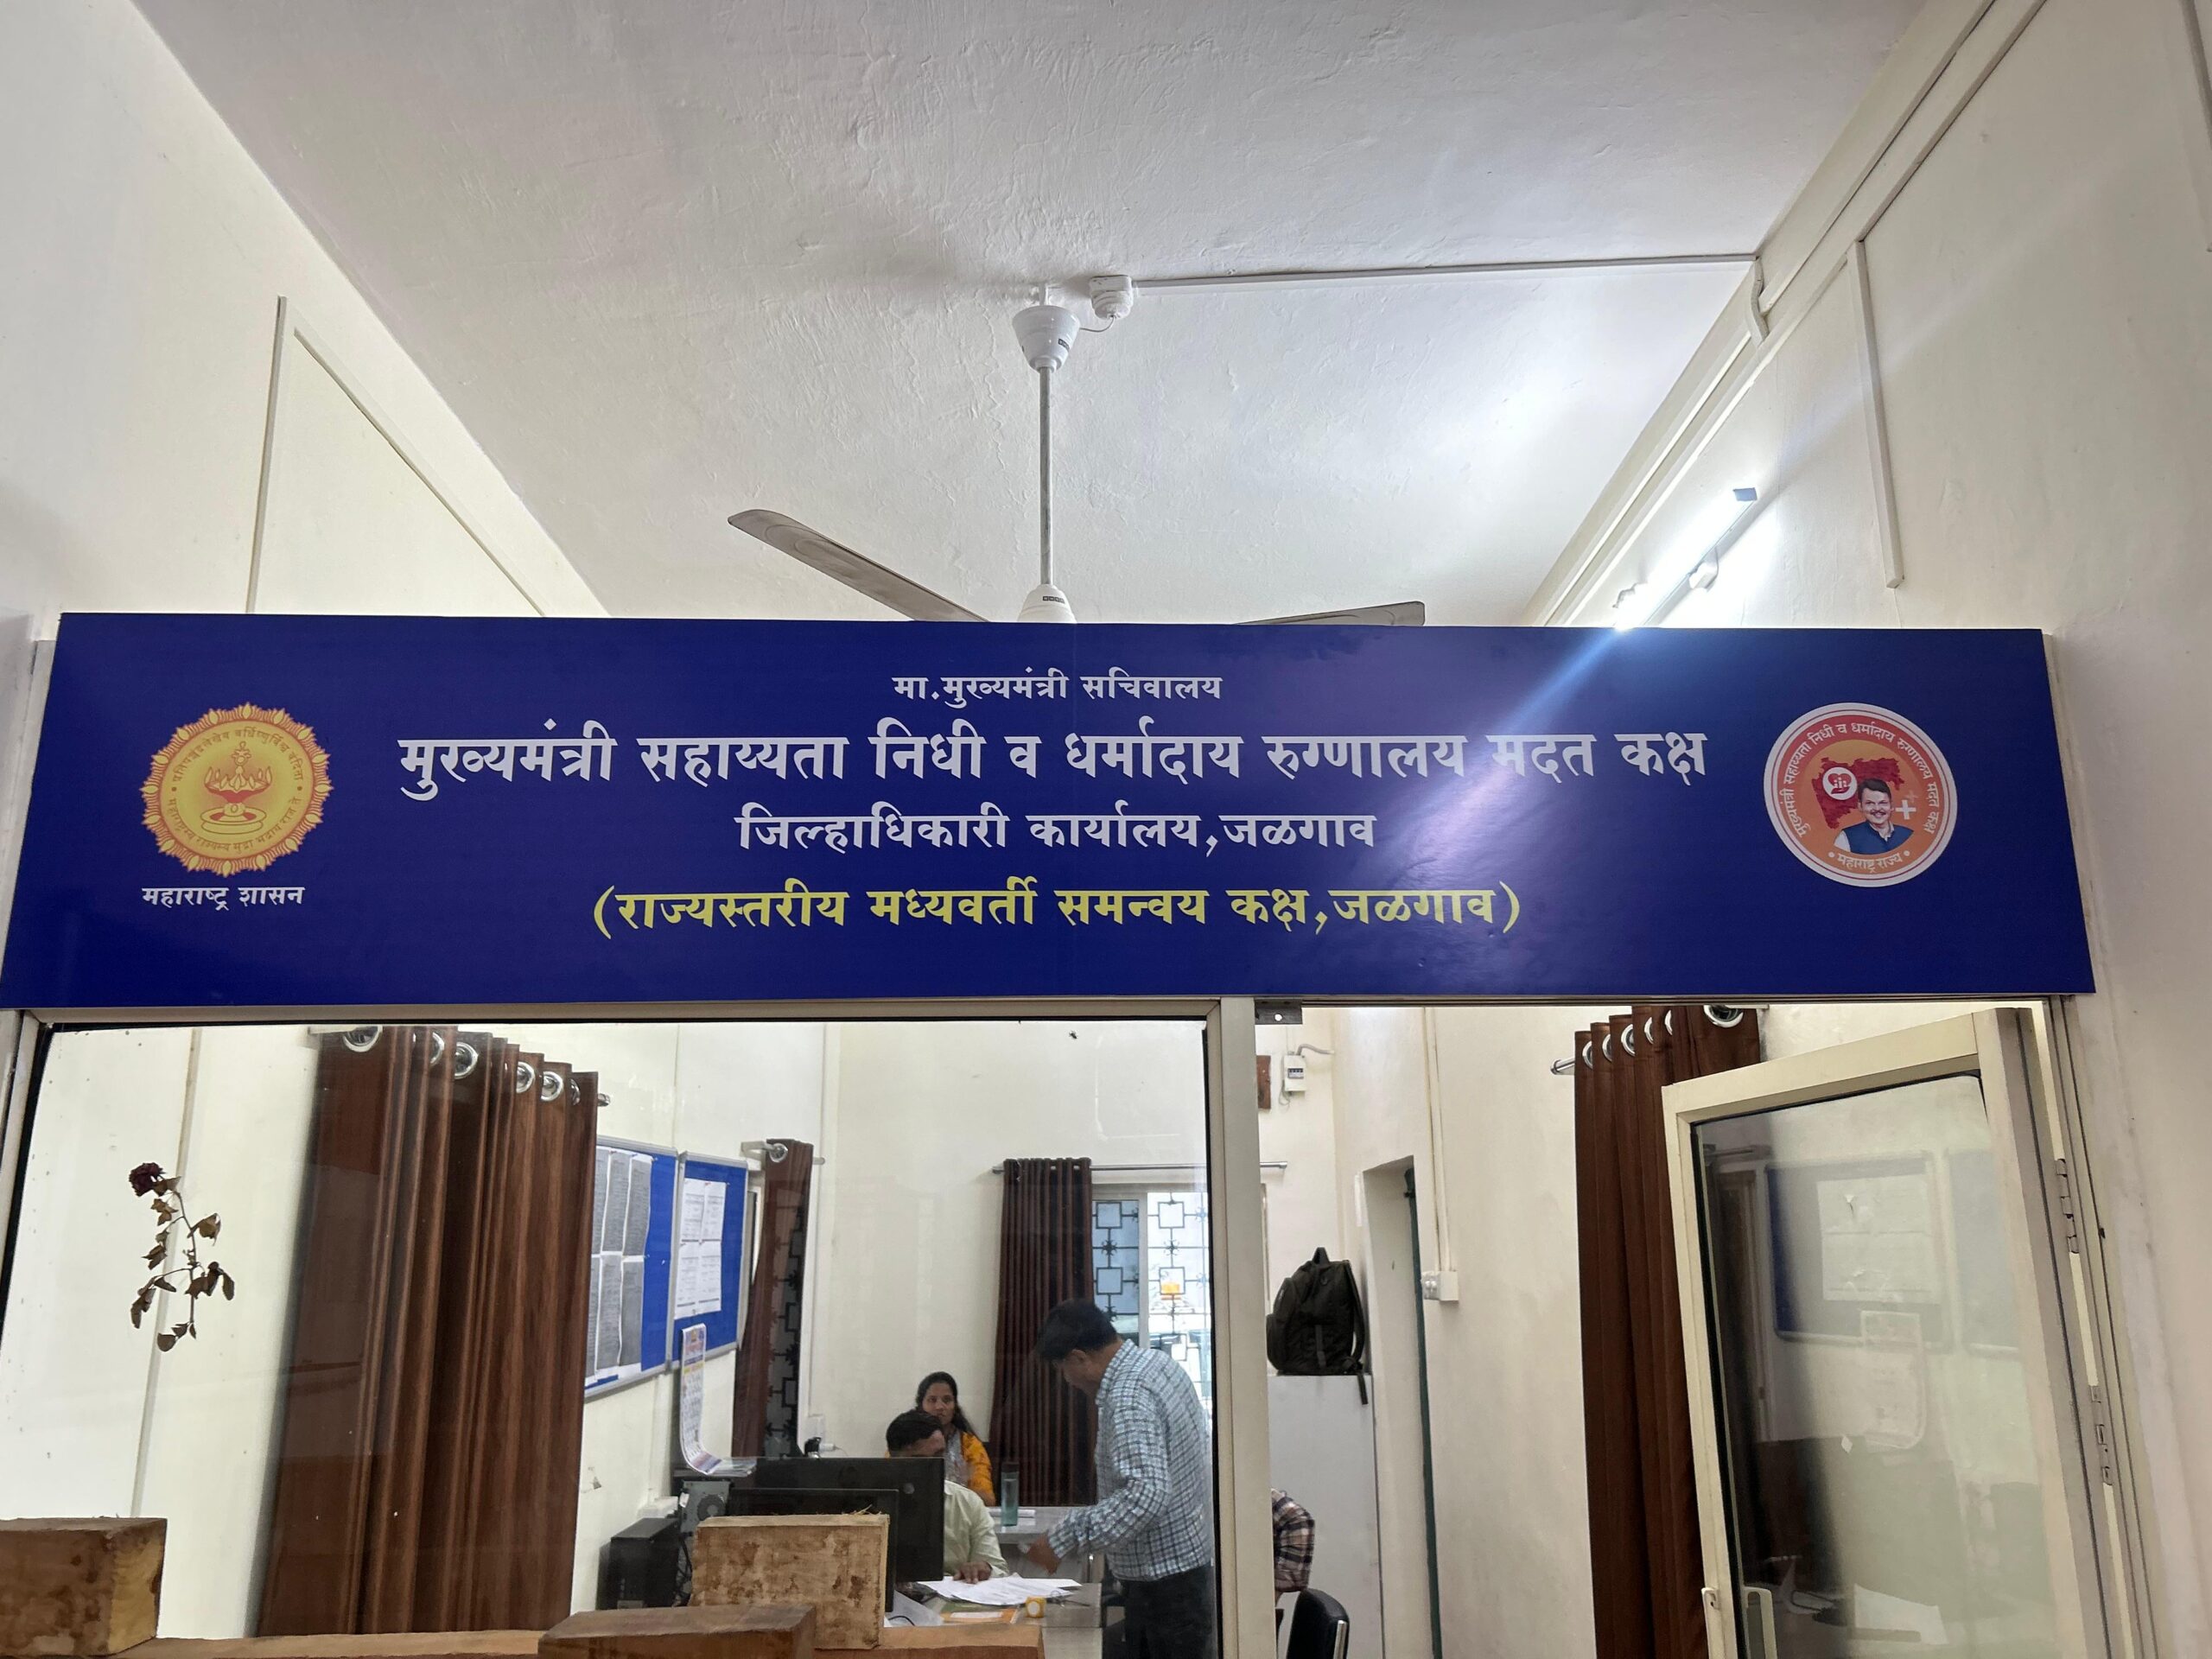 मा.मुख्यमंत्री सचिवालय
मुख्यमंत्री सहाय्यता निधी व धर्मादाय रुग्णालय मदत कक्ष
जिल्हाधिकारी कार्यालय,जळगाव
(राज्यस्तरीय मध्यवर्ती समन्वय कक्ष,जळगाव)
महाराष्ट्र शासन
मुख्यमंत्री सहाय्यता निधी व धर्मादाय रुग्णालय मदत कक्ष
महाराष्ट्र राज्य